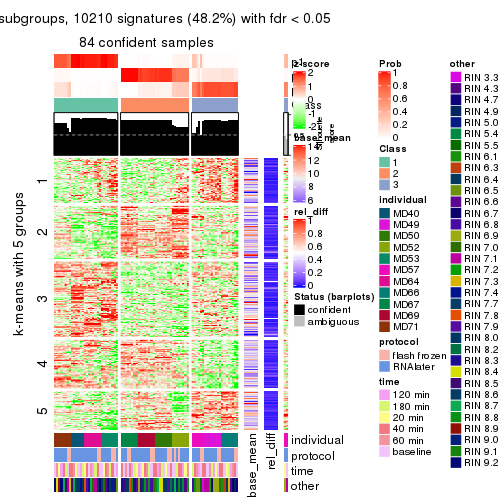 subgroups, 10210 signatures (48.2%) with fdr < 0.05
84 confident samples
k-means with 5 groups
1
2
3
4
5
base_mean
rel_diff
individual
protocol
time
other
z-score
2
1
0
-1
-2
base_mean
14
12
10
8
6
rel_diff
1
0.8
0.6
0.4
0.2
0
Status (barplots)
confident
ambiguous
Prob
1
0.8
0.6
0.4
0.2
0
Class
1
2
3
individual
MD40
MD49
MD50
MD52
MD53
MD57
MD64
MD66
MD67
MD69
MD71
protocol
flash frozen
RNAlater
time
120 min
180 min
20 min
40 min
60 min
baseline
other
RIN 3.3
RIN 4.3
RIN 4.7
RIN 4.9
RIN 5.0
RIN 5.4
RIN 5.5
RIN 6.1
RIN 6.3
RIN 6.4
RIN 6.5
RIN 6.6
RIN 6.7
RIN 6.8
RIN 6.9
RIN 7.0
RIN 7.1
RIN 7.2
RIN 7.3
RIN 7.4
RIN 7.5
RIN 7.8
RIN 7.9
RIN 8.0
RIN 8.2
RIN 8.3
RIN 8.4
RIN 8.5
RIN 8.6
RIN 8.7
RIN 8.8
RIN 8.9
RIN 9.0
RIN 9.1
RIN 9.2